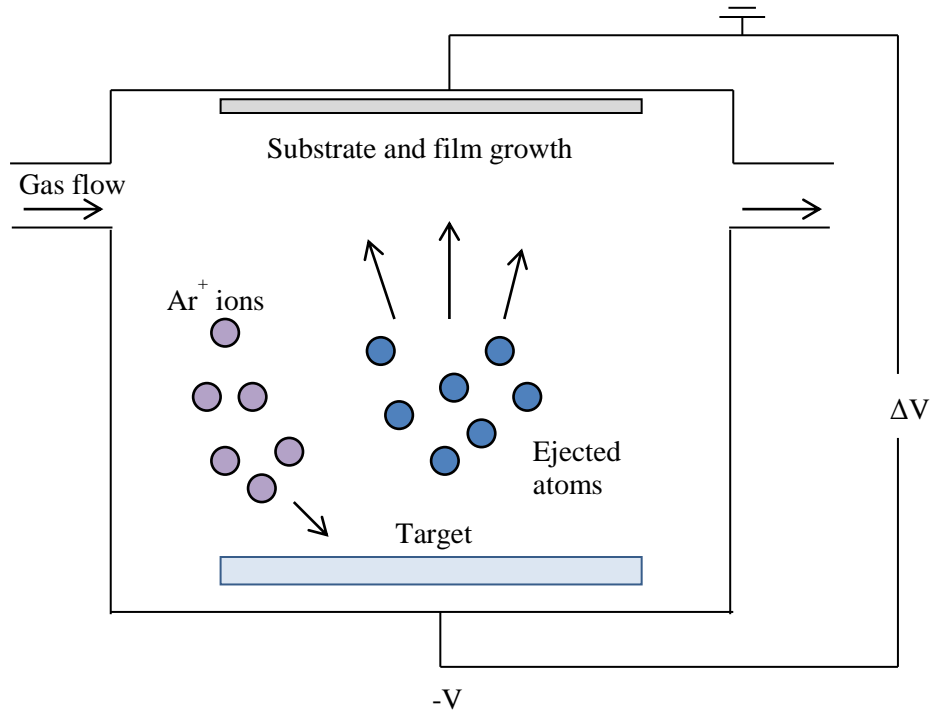 Substrate and film growth
Gas flow
Ar+ ions
ΔV
Ejected
atoms
Target
-V